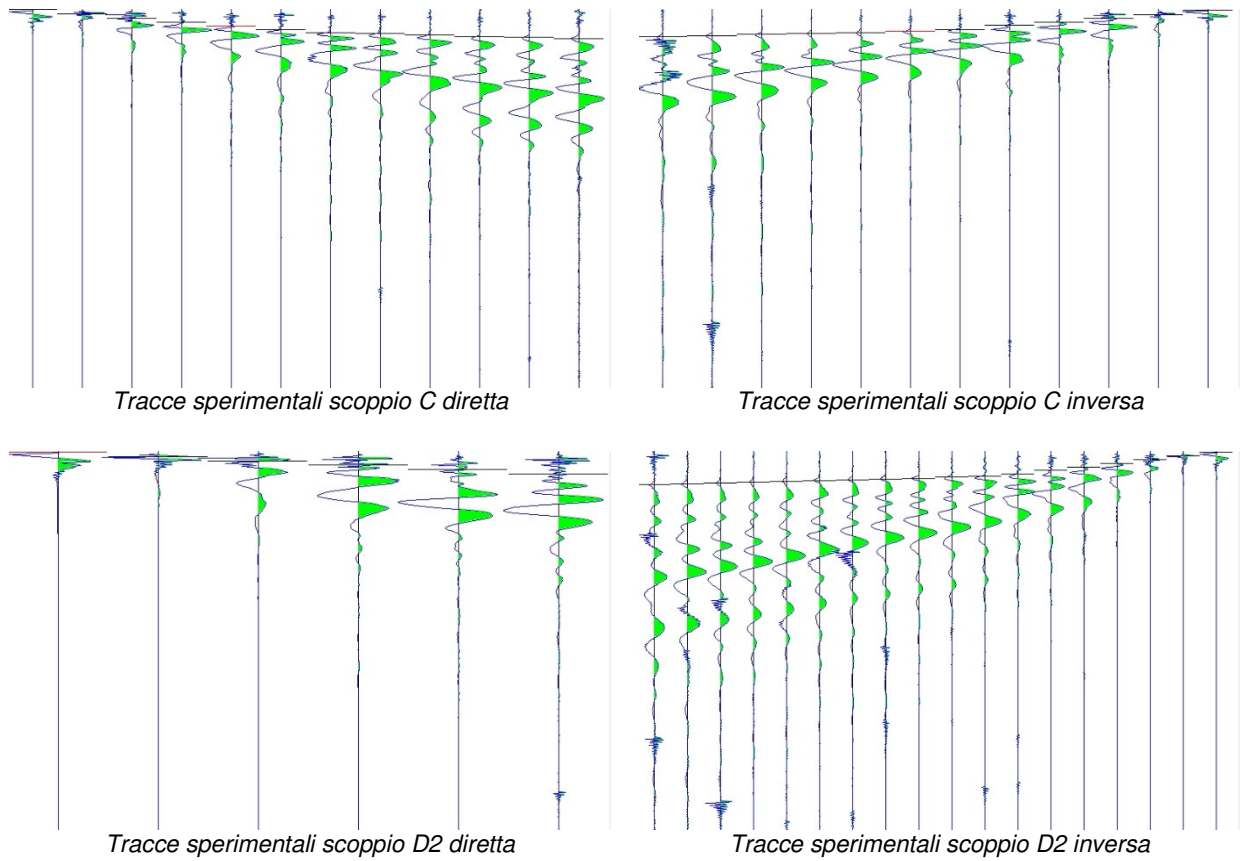 Tracce sperimentali scoppio C diretta
Tracce sperimentali scoppio C inversa
Tracce sperimentali scoppio D2 diretta
Tracce sperimentali scoppio D2 inversa